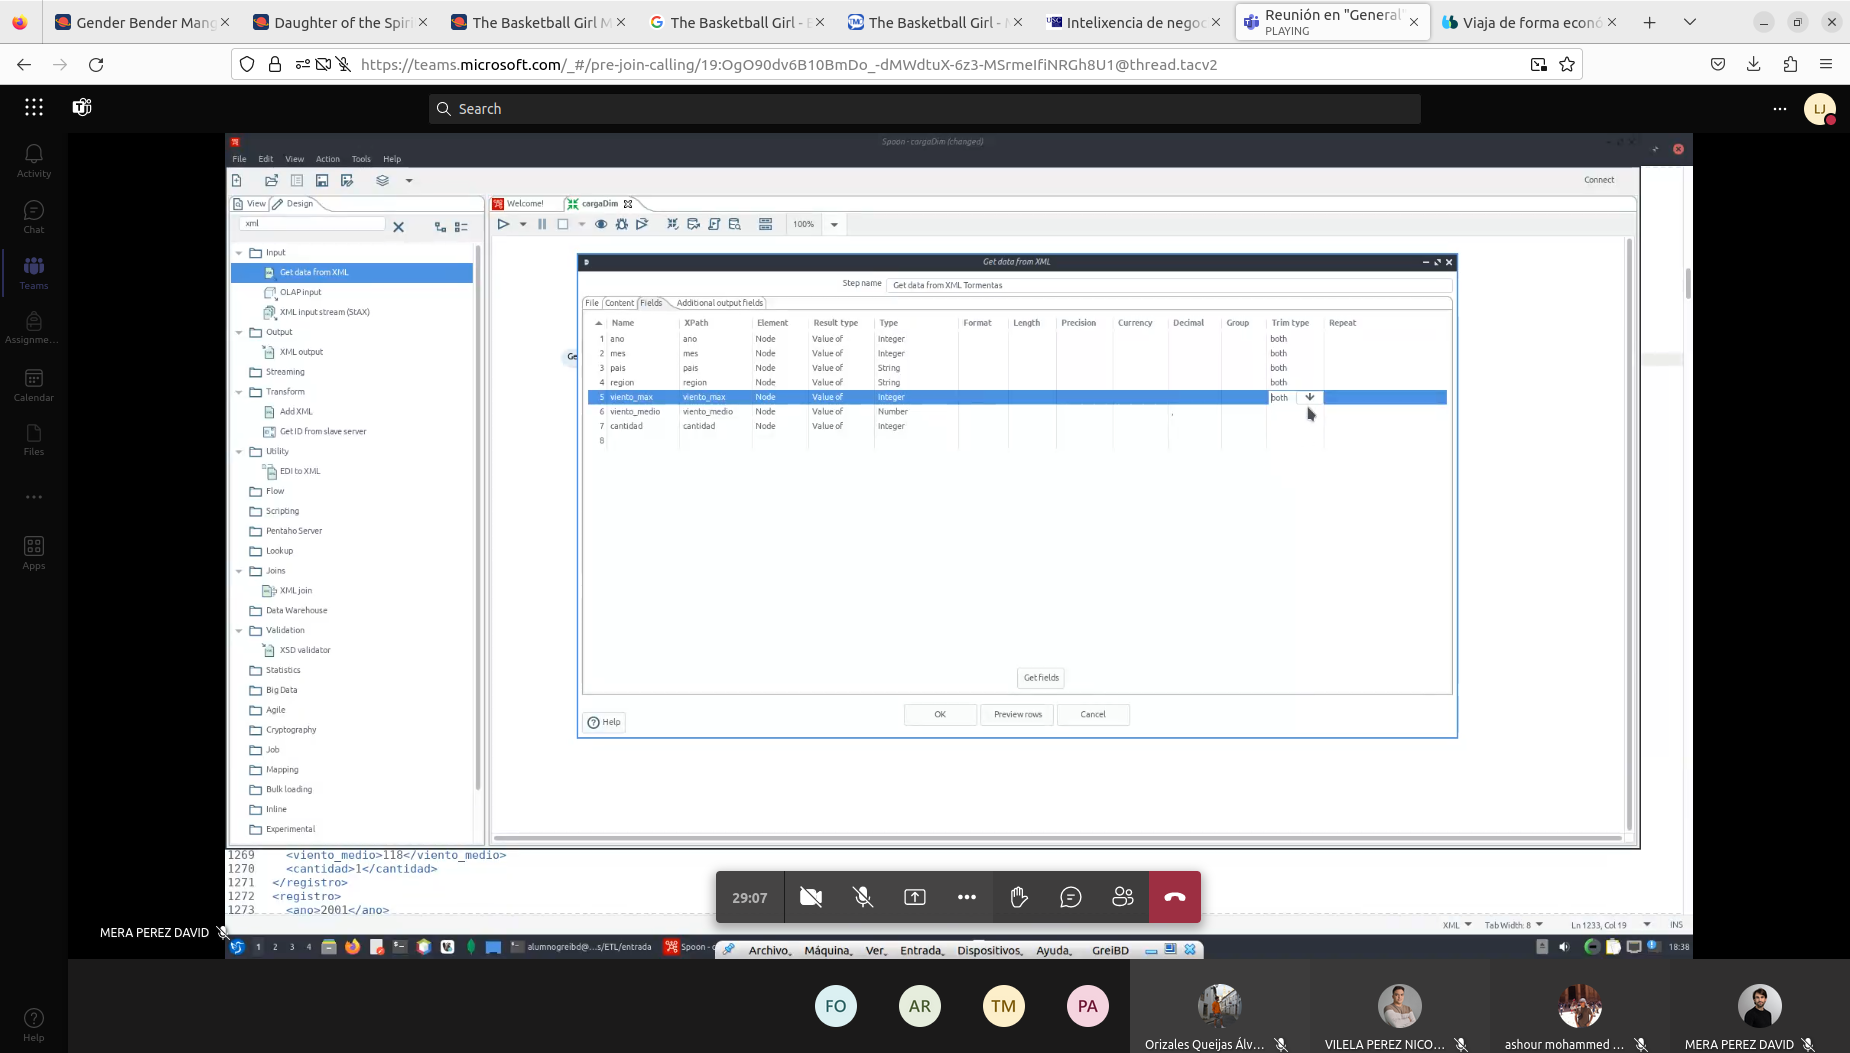 Gender Bender Mang
Daughter of the Spiri
The Basketball Girl M
The Basketball Girl - B
The Basketball Girl - M
Intelixencia de negoc
Reunión en "General"
PLAYING
Viaja de forma econó
https://teams.microsoft.com/_#/pre-join-calling/19:OgO90dv6B10BmDo_-dMWdtuX-6z3-MSrmeIfiNRGh8U1@thread.tacv2
Search
LJ
Activity
Chat
Teams
Assignme...
Calendar
Files
Apps
Help
Spoon - cargaDim (changed)
File Edit View Action Tools Help
Connect
View Design
Welcome! cargaDim
xml
100%
Input
Get data from XML
OLAP input
XML input stream (StAX)
Output
XML output
Streaming
Transform
Add XML
Get ID from slave server
Utility
EDI to XML
Flow
Scripting
Pentaho Server
Lookup
Joins
XML join
Data Warehouse
Validation
XSD validator
Statistics
Big Data
Agile
Cryptography
Job
Mapping
Bulk loading
Inline
Experimental
Ge
Get data from XML
Step name Get data from XML Tormentas
File Content Fields Additional output fields
Name XPath Element Result type Type Format Length Precision Currency Decimal Group Trim type Repeat
1 ano ano Node Value of Integer both
2 mes mes Node Value of Integer both
3 pais pais Node Value of String both
4 region region Node Value of String both
5 viento_max viento_max Node Value of Integer both
6 viento_medio viento_medio Node Value of Number .
7 cantidad cantidad Node Value of Integer
8
Get fields
Help OK Preview rows Cancel
1269 <viento_medio>118</viento_medio>
1270 <cantidad>1</cantidad>
1271 </registro>
1272 <registro>
1273 <ano>2001</ano>
29:07
XML Tab Width: 8 Ln 1233, Col 19 INS
MERA PEREZ DAVID
1 2 3 4 alumnogreibd@...s/ETL/entrada Spoon - c
Archivo Máquina Ver Entrada Dispositivos Ayuda GreiBD
18:38
FO AR TM PA
Orizales Queijas Álv... VILELA PEREZ NICO... ashour mohammed ... MERA PEREZ DAVID